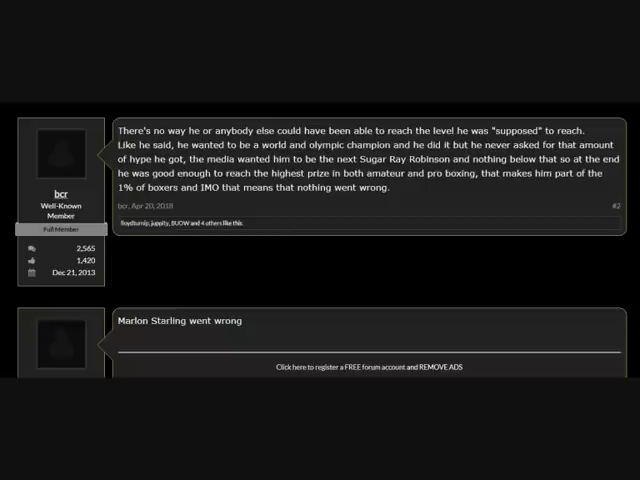 There's no way he or anybody else could have been able to reach the level he was "supposed" to reach.
Like he said, he wanted to be a world and olympic champion and he did it but he never asked for that amount
of hype he got, the media wanted him to be the next Sugar Ray Robinson and nothing below that so at the end
he was good enough to reach the highest prize in both amateur and pro boxing, that makes him part of the
1% of boxers and IMO that means that nothing went wrong.
bcr
Well-Known
Member
Full Member
2,565
1,420
Dec 21, 2013
bcr, Apr 20, 2018 #2
and 4 others like this.
Marlon Starling went wrong
Click here to register a FREE forum account and REMOVE ADS